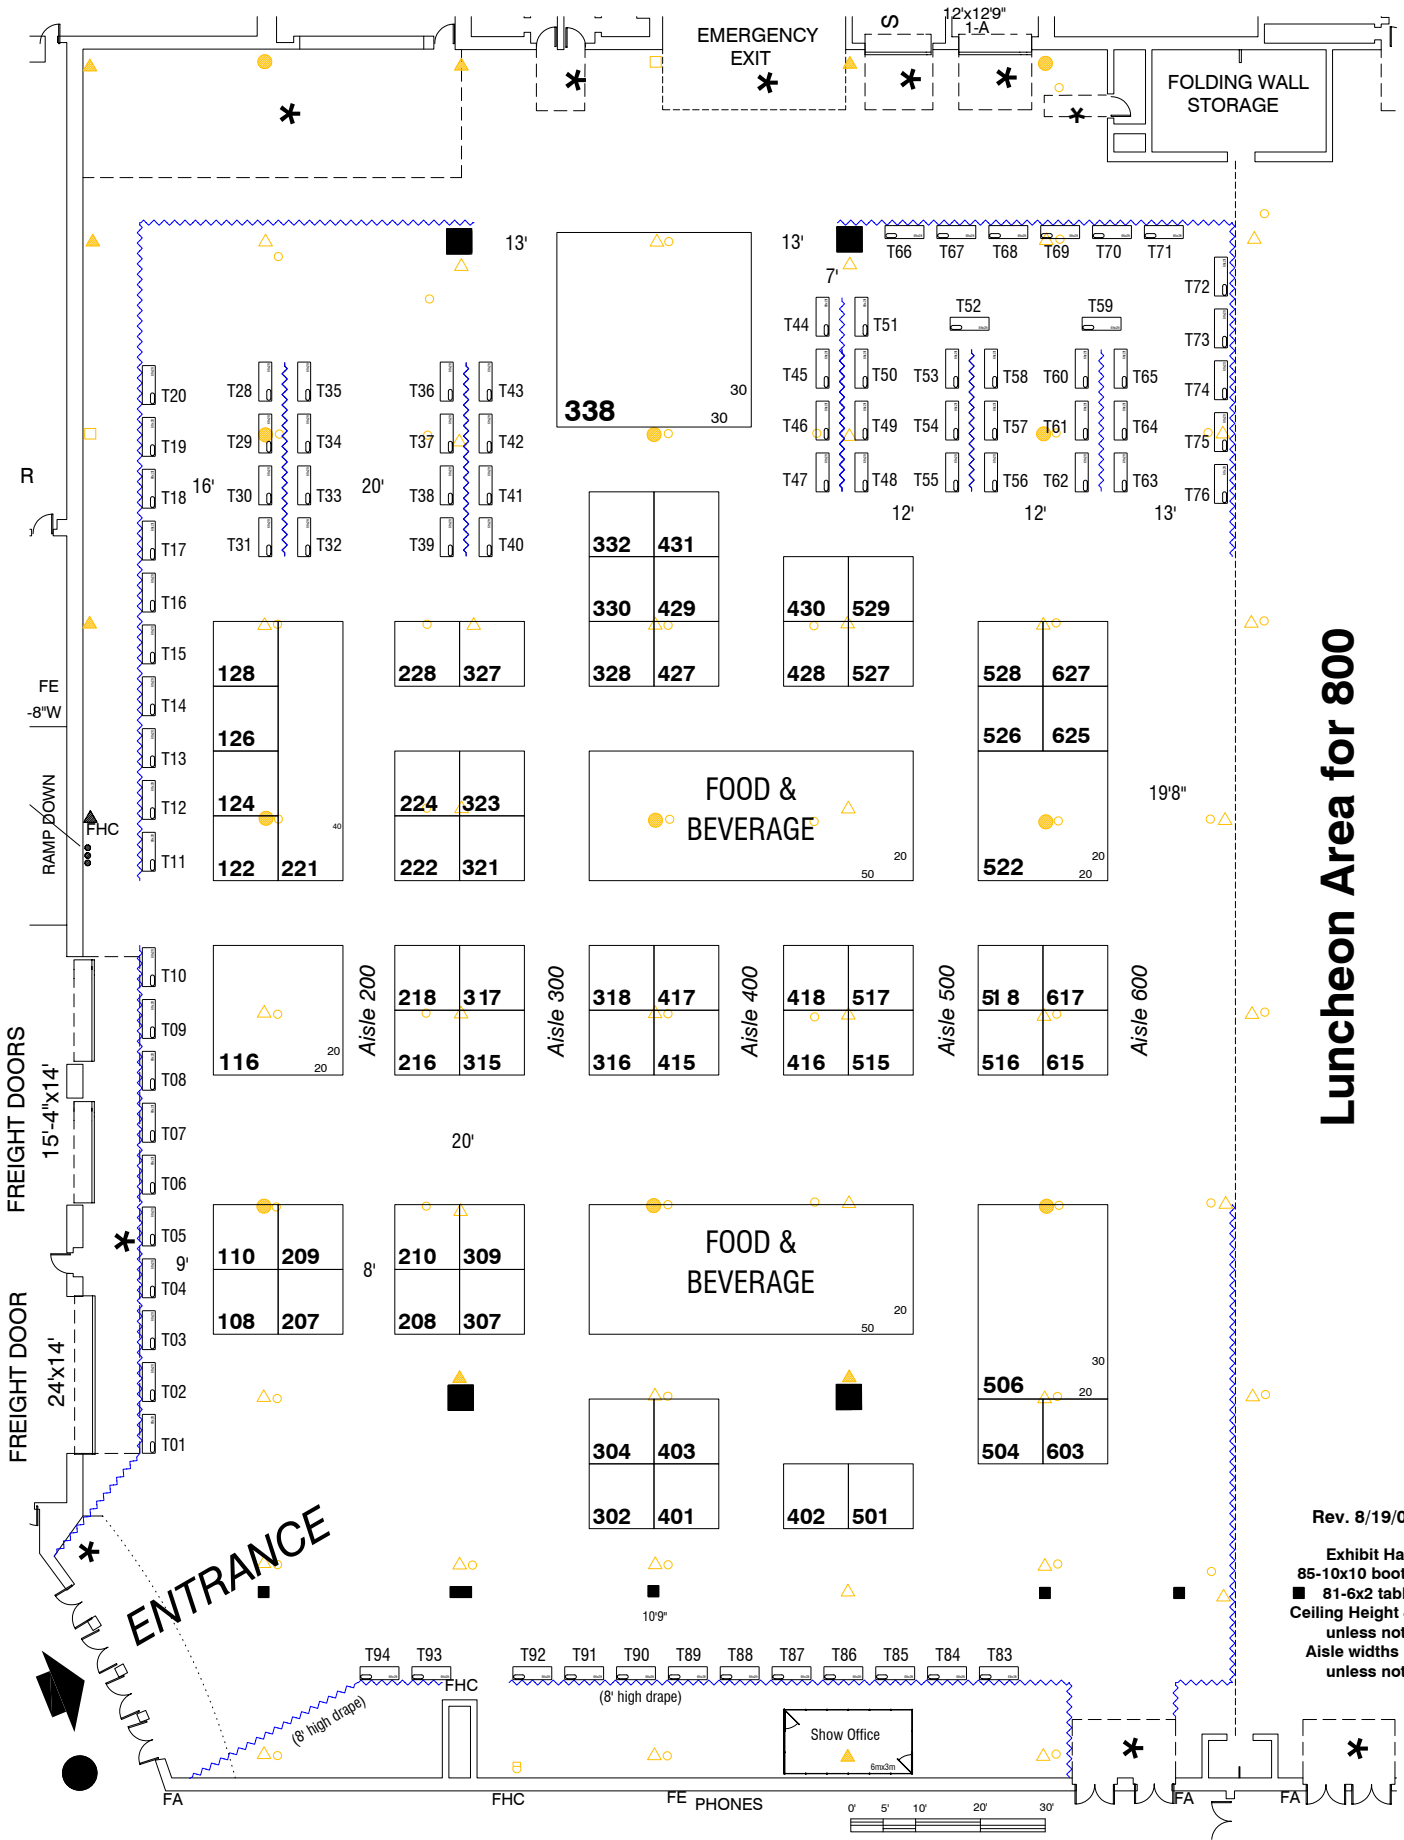 S
12'x12'9"
1-A
EMERGENCY
EXIT
FOLDING WALL
STORAGE
13'
13'
7'
T66 T67 T68 T69 T70 T71
T72
T73
T74
T75
T76
T44 T51
T45 T50
T46 T49
T47 T48
T52
T53 T58
T54 T57
T55 T56
T59
T60 T65
T61 T64
T62 T63
12' 12' 13'
338
30
30
T28 T35
T29 T34
T30 T33
T31 T32
16' 20'
T36 T43
T37 T42
T38 T41
T39 T40
T20
T19
T18
T17
T16
T15
T14
T13
T12
T11
R
FE
-8"W
RAMP DOWN
FHC
332 431
330 429
328 427
430 529
428 527
128
126
124
122 221
40
228 327
224 323
222 321
FOOD &
BEVERAGE
20
50
528 627
526 625
522
20
20
19'8"
Luncheon Area for 800
T10
T09
T08
T07
T06
T05
T04
T03
T02
T01
9'
FREIGHT DOORS
15'-4"x14'
FREIGHT DOOR
24'x14'
116
20
20
Aisle 200
218 317
216 315
Aisle 300
318 417
316 415
Aisle 400
418 517
416 515
Aisle 500
518 617
516 615
Aisle 600
20'
110 209
108 207
8'
210 309
208 307
FOOD &
BEVERAGE
20
50
506
30
20
504 603
304 403
302 401
402 501
ENTRANCE
10'9"
Rev. 8/19/0
Exhibit Ha
85-10x10 boot
81-6x2 tabl
Ceiling Height
unless not
Aisle widths
unless not
T94 T93 T92 T91 T90 T89 T88 T87 T86 T85 T84 T83
FHC
(8' high drape)
(8' high drape)
Show Office
6mx3m
FA
FHC
FE PHONES
FA
FA
0' 5' 10' 20' 30'